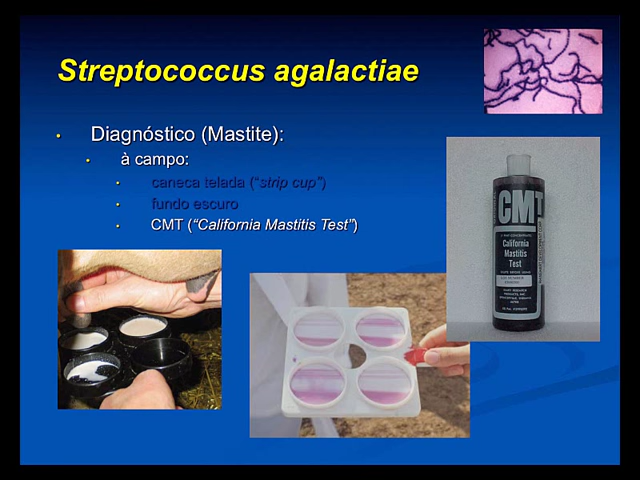 Streptococcus agalactiae
Diagnóstico (Mastite):
à campo:
caneca telada ("strip cup")
fundo escuro
CMT ("California Mastitis Test")
CMT
California
Mastitis
Test